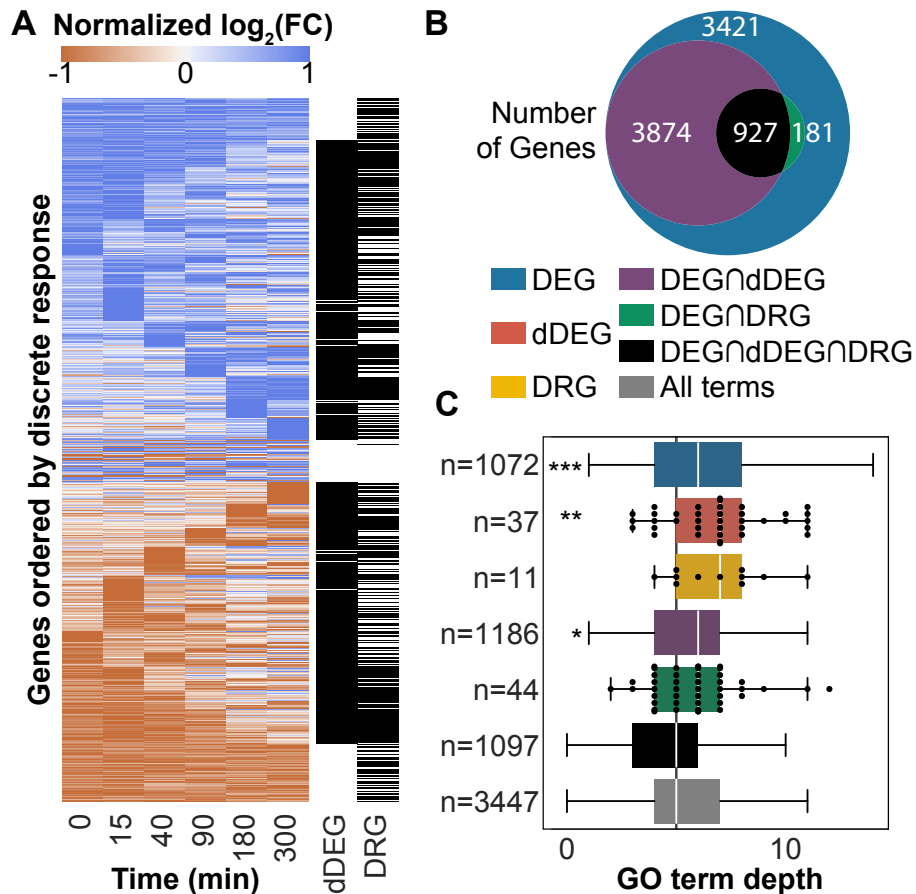 A
Normalized log2(FC)
-1
0
1
Genes ordered by discrete response
0
15
40
90
180
300
dDEG
DRG
Time (min)
B
Number
of Genes
3421
3874
927
181
DEG
dDEG
DRG
DEG∩dDEG
DEG∩DRG
DEG∩dDEG∩DRG
All terms
C
n=1072
***
n=37
**
n=11
n=1186
*
n=44
n=1097
n=3447
0
10
GO term depth